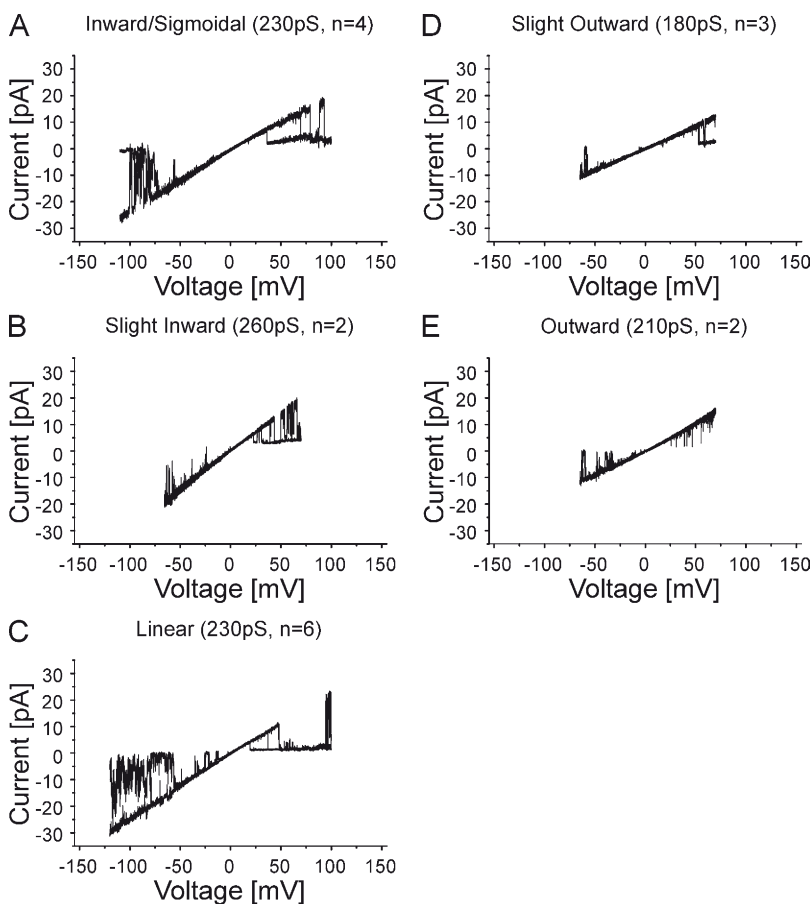 A
Inward/Sigmoidal (230pS, n=4)
30
20
10
0
-10
-20
-30
Current [pA]
-150 -100 -50 0 50 100 150
Voltage [mV]
B
Slight Inward (260pS, n=2)
30
20
10
0
-10
-20
-30
Current [pA]
-150 -100 -50 0 50 100 150
Voltage [mV]
C
Linear (230pS, n=6)
30
20
10
0
-10
-20
-30
Current [pA]
-150 -100 -50 0 50 100 150
Voltage [mV]
D
Slight Outward (180pS, n=3)
30
20
10
0
-10
-20
-30
Current [pA]
-150 -100 -50 0 50 100 150
Voltage [mV]
E
Outward (210pS, n=2)
30
20
10
0
-10
-20
-30
Current [pA]
-150 -100 -50 0 50 100 150
Voltage [mV]